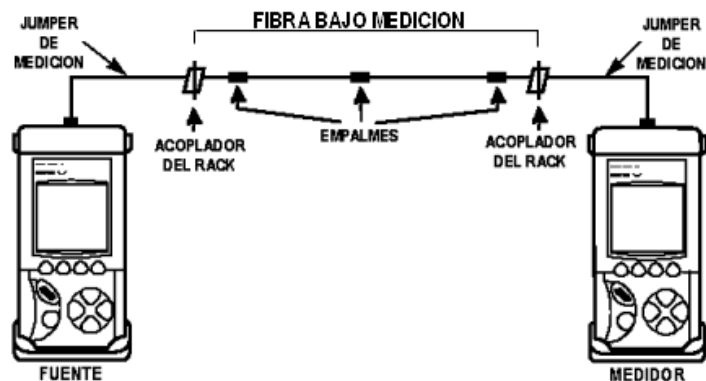 JUMPER
DE
MEDICION
FIBRA BAJO MEDICION
JUMPER
DE
MEDICION
ACOPLADOR
DEL RACK
EMPALMES
ACOPLADOR
DEL RACK
FUENTE
MEDIDOR